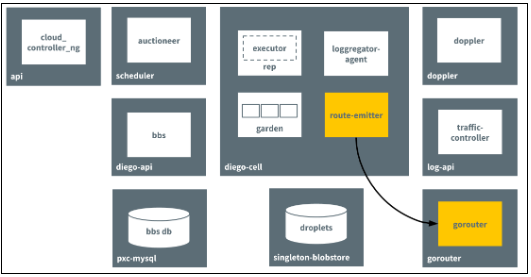 cloud_
controller_ng
api
auctioneer
scheduler
executor
rep
loggregator-
agent
garden
route-emitter
diego-cell
doppler
doppler
bbs
diego-api
traffic-
controller
log-api
bbs db
pxc-mysql
droplets
singleton-blobstore
gorouter
gorouter